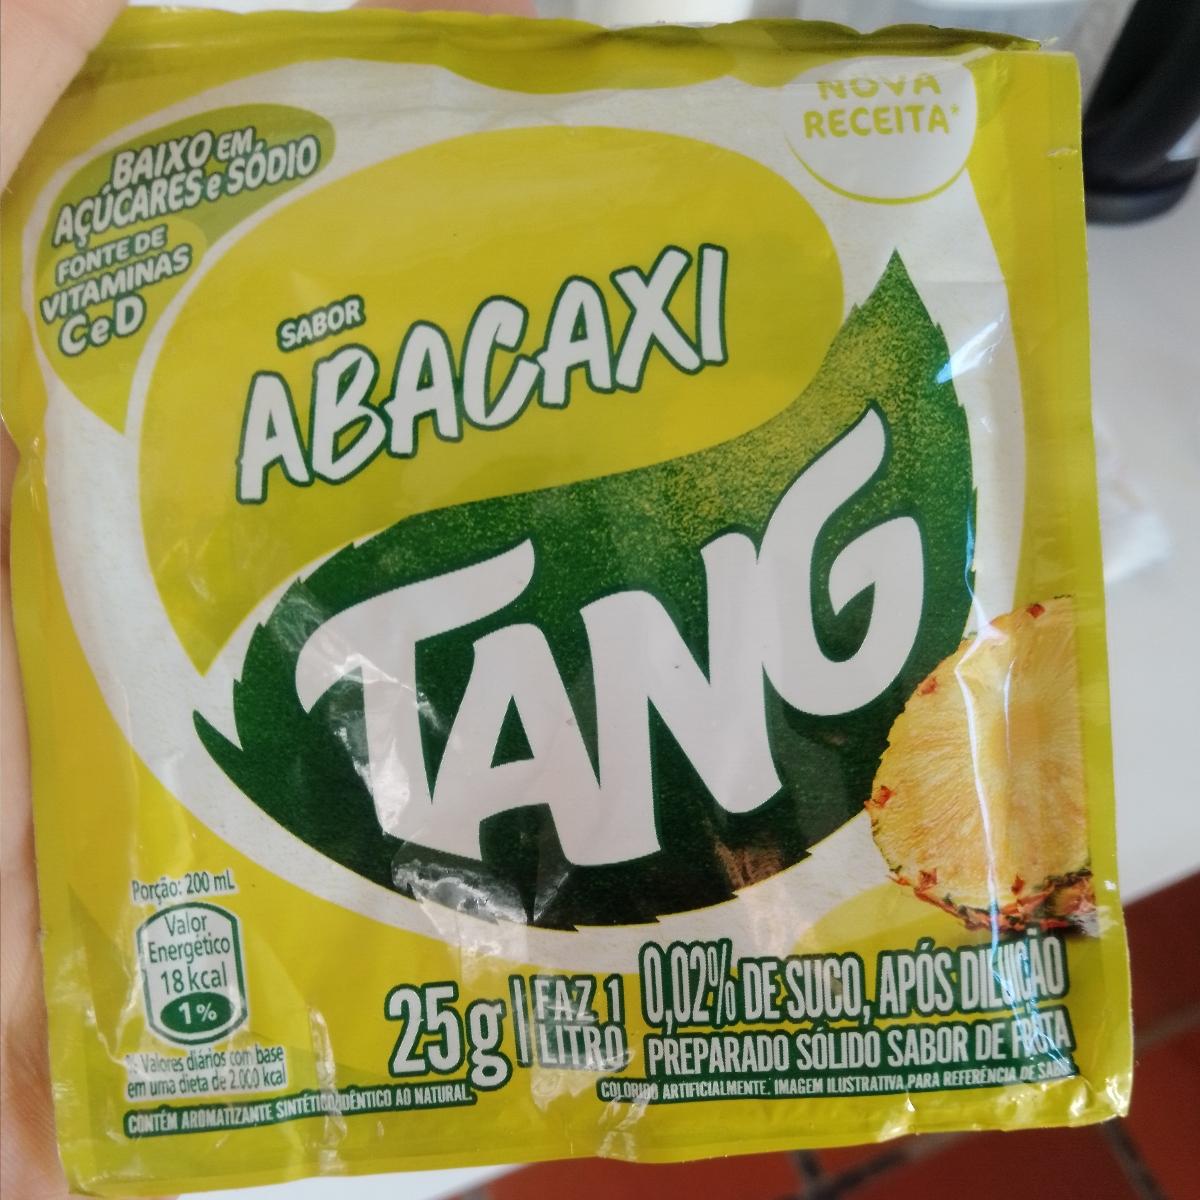 NOVA
RECEITA*
BAIXO EM
AÇÚCARES e SÓDIO
FONTE DE
VITAMINAS
C e D
SABOR
ABACAXI
TANG
Porção: 200 mL
Valor
Energético
18 kcal
1%
% Valores diários com base
em uma dieta de 2.000 kcal
25g
FAZ 1
LITRO
0,02% DE SUCO, APÓS DILUIÇÃO
PREPARADO SÓLIDO SABOR DE FRUTA
COLORIDO ARTIFICIALMENTE. IMAGEM ILUSTRATIVA PARA REFERÊNCIA DE
CONTÉM AROMATIZANTE SINTÉTICO IDÊNTICO AO NATURAL.